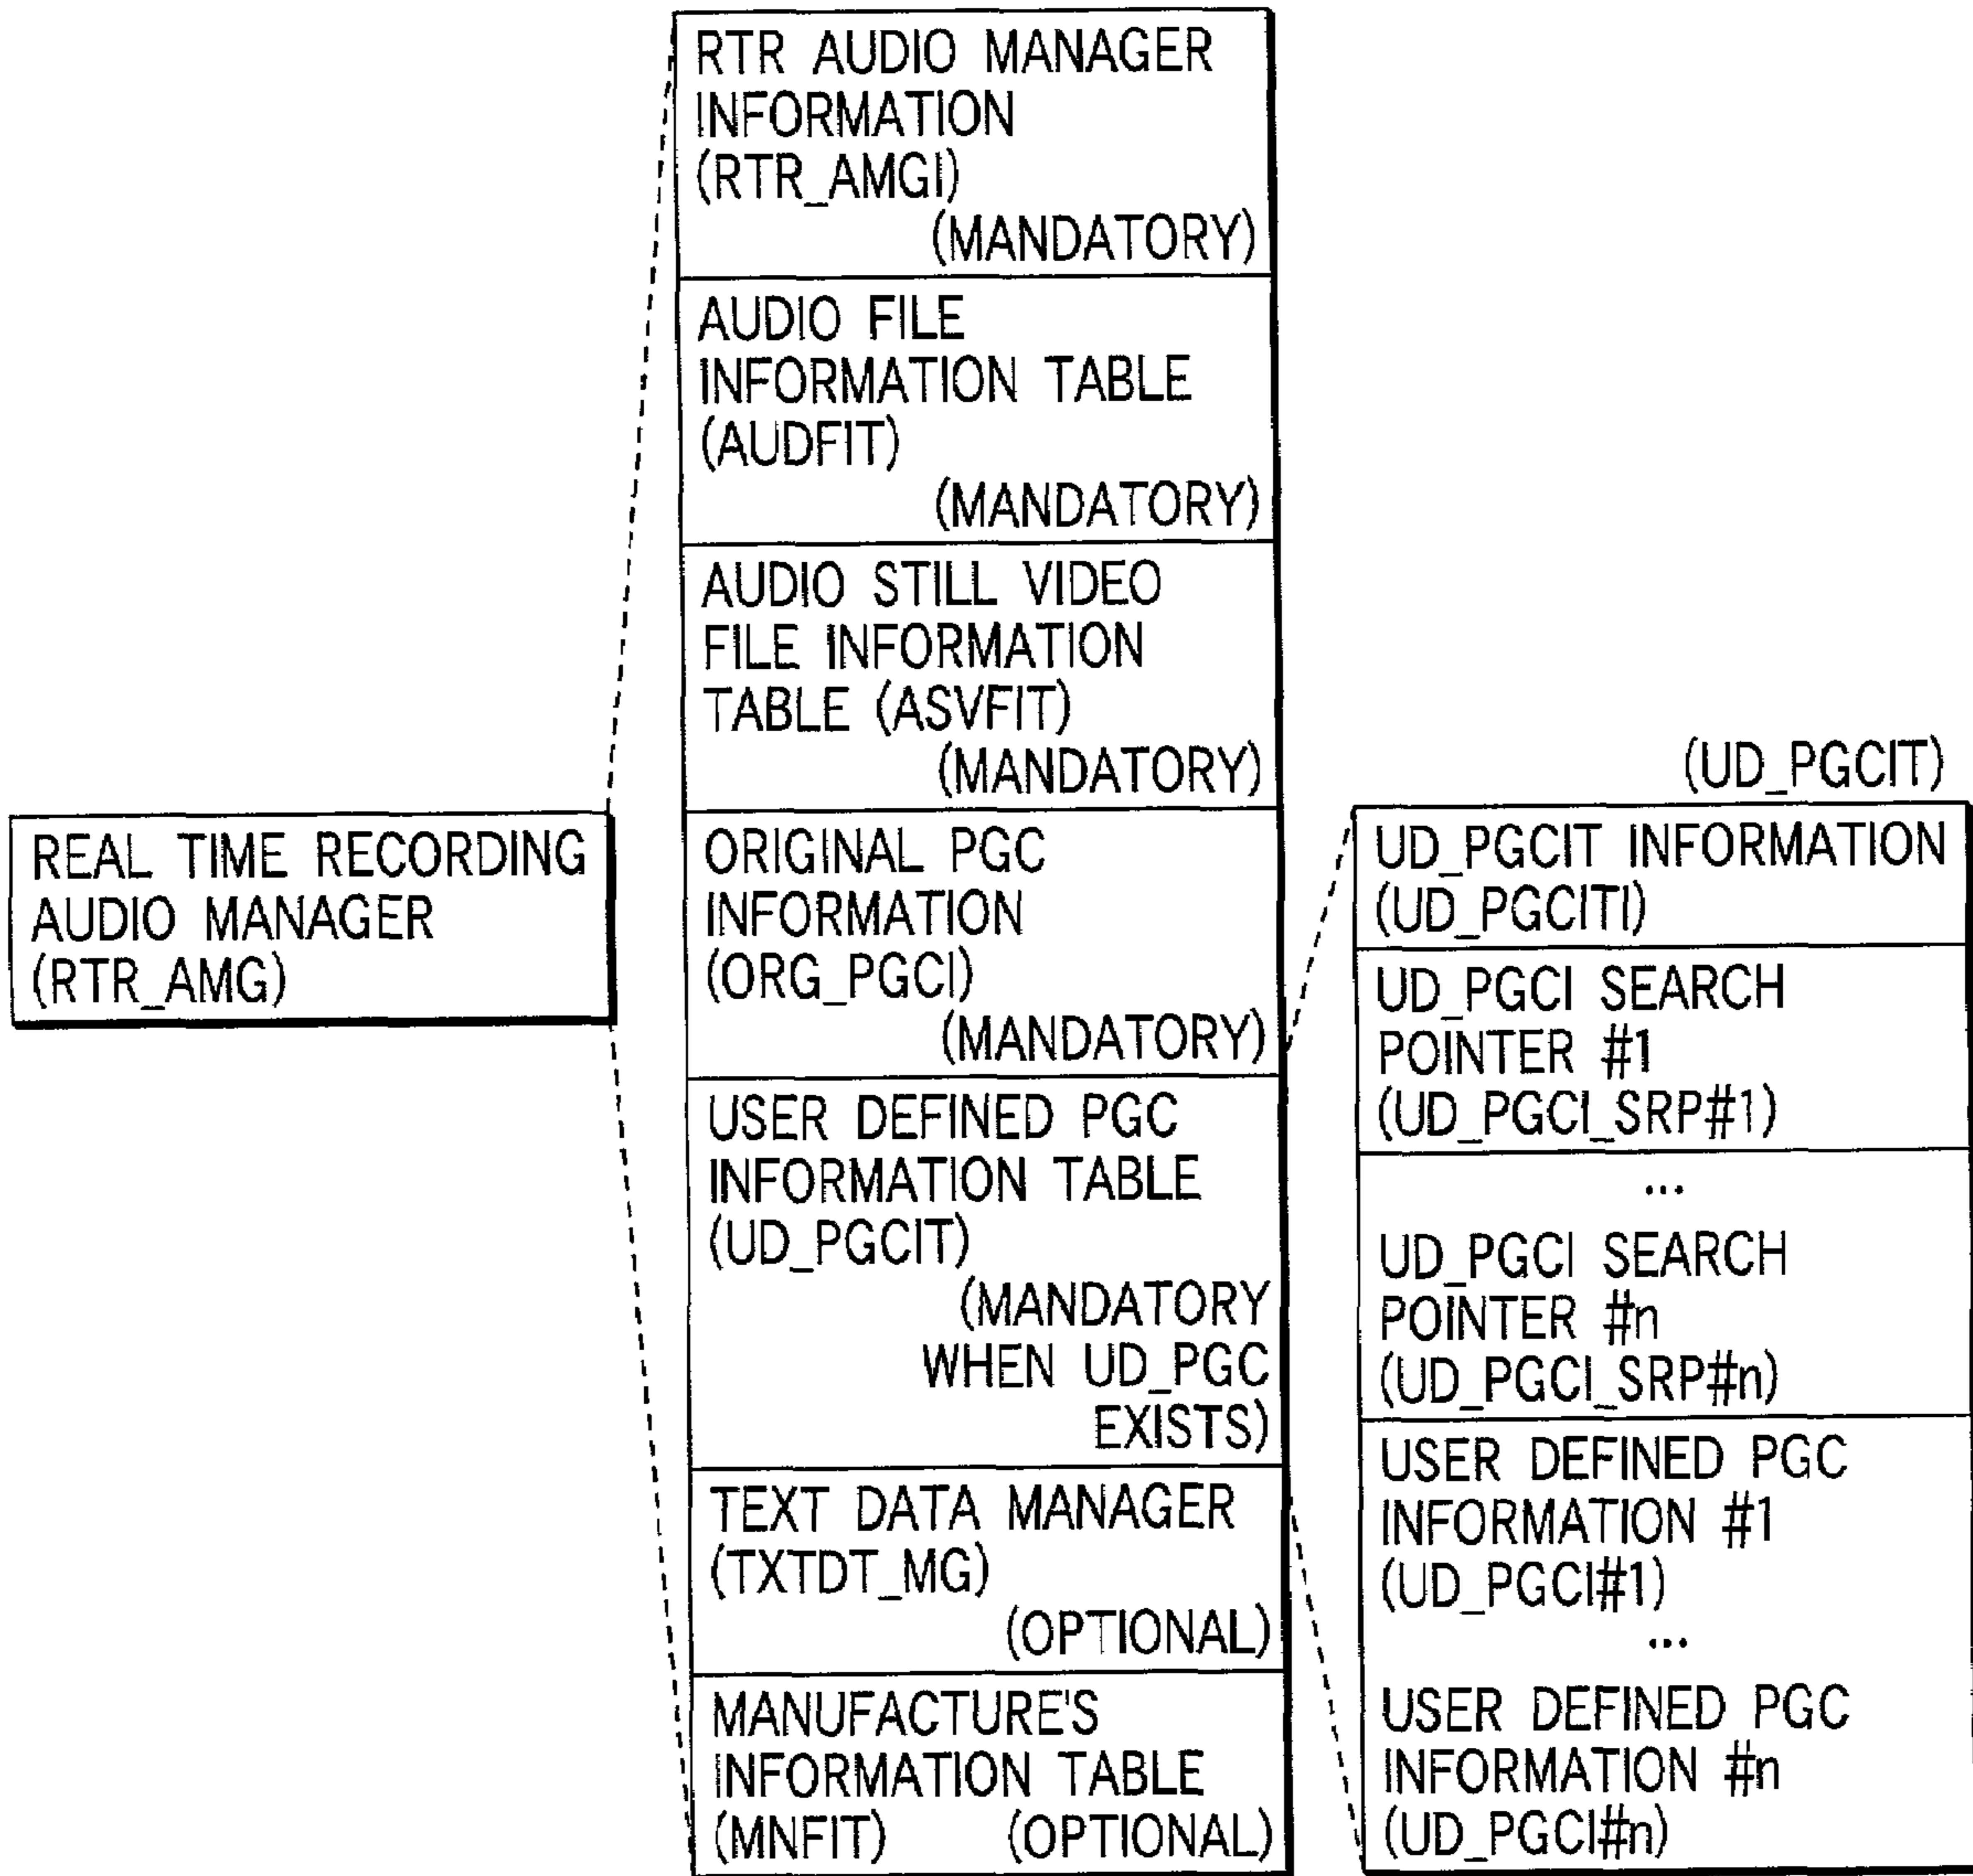 REAL TIME RECORDING
AUDIO MANAGER
(RTR_AMG)
RTR AUDIO MANAGER
INFORMATION
(RTR_AMGI)
(MANDATORY)
AUDIO FILE
INFORMATION TABLE
(AUDFIT)
(MANDATORY)
AUDIO STILL VIDEO
FILE INFORMATION
TABLE (ASVFIT)
(MANDATORY)
ORIGINAL PGC
INFORMATION
(ORG_PGCI)
(MANDATORY)
USER DEFINED PGC
INFORMATION TABLE
(UD_PGCIT)
(MANDATORY
WHEN UD_PGC
EXISTS)
TEXT DATA MANAGER
(TXTDT_MG)
(OPTIONAL)
MANUFACTURE'S
INFORMATION TABLE
(MNFIT) (OPTIONAL)
(UD_PGCIT)
UD_PGCIT INFORMATION
(UD_PGCITI)
UD_PGCI SEARCH
POINTER #1
(UD_PGCI_SRP#1)
...
UD_PGCI SEARCH
POINTER #n
(UD_PGCI_SRP#n)
USER DEFINED PGC
INFORMATION #1
(UD_PGCI#1)
...
USER DEFINED PGC
INFORMATION #n
(UD_PGCI#n)